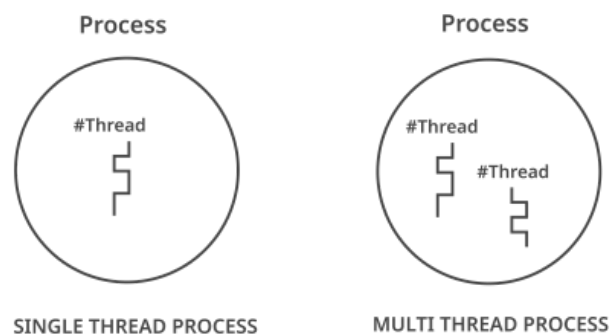 Process
#Thread
SINGLE THREAD PROCESS
Process
#Thread
#Thread
MULTI THREAD PROCESS